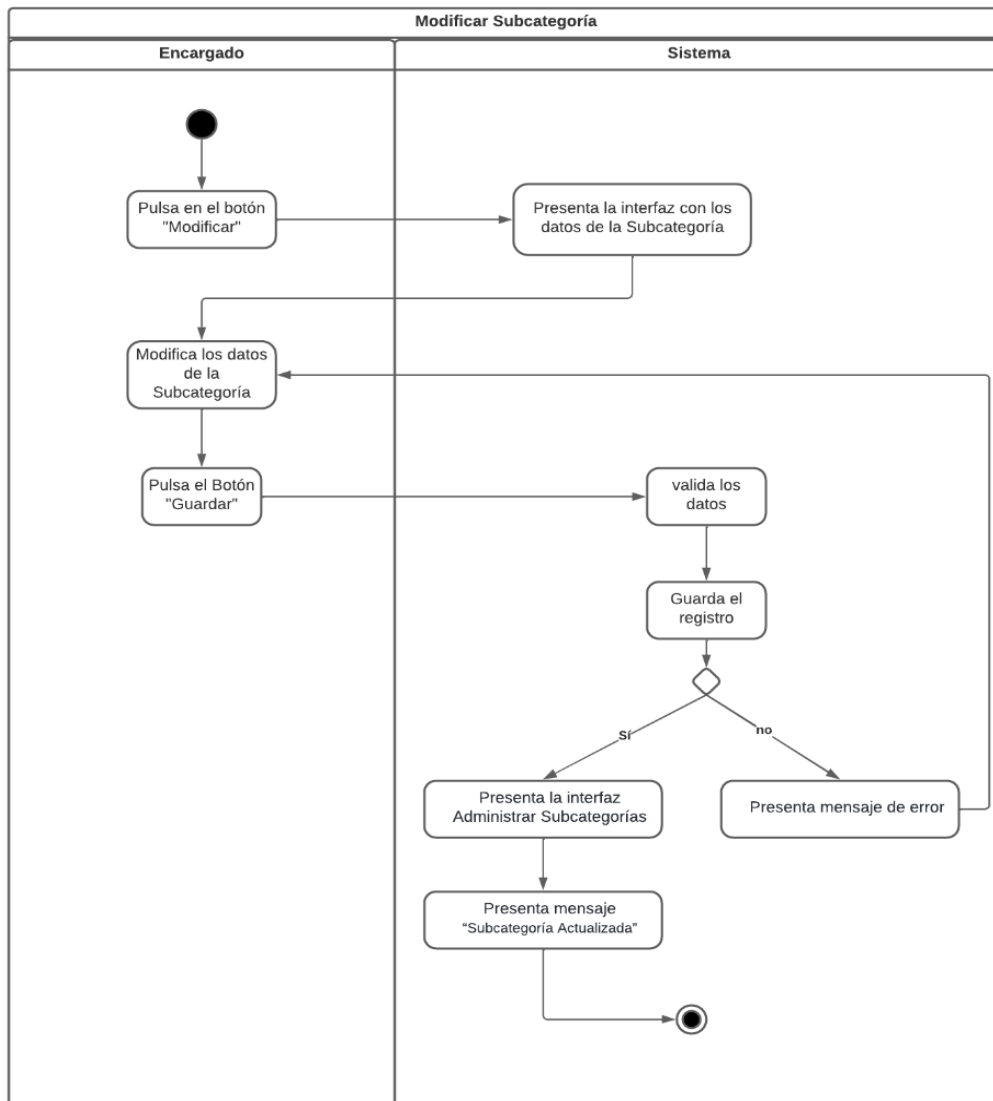 Modificar Subcategoría
Encargado
Sistema
Pulsa en el botón
"Modificar"
Presenta la interfaz con los
datos de la Subcategoría
Modifica los datos
de la
Subcategoría
Pulsa el Botón
"Guardar"
valida los
datos
Guarda el
registro
Sí
no
Presenta la interfaz
Administrar Subcategorías
Presenta mensaje de error
Presenta mensaje
“Subcategoría Actualizada”